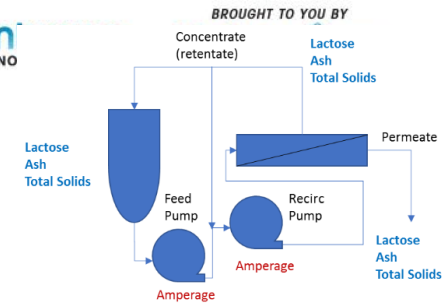 BROUGHT TO YOU BY
NO
Concentrate
(retentate)
Lactose
Ash
Total Solids
Permeate
Lactose
Ash
Total Solids
Feed
Pump
Recirc
Pump
Amperage
Lactose
Ash
Total Solids
Amperage